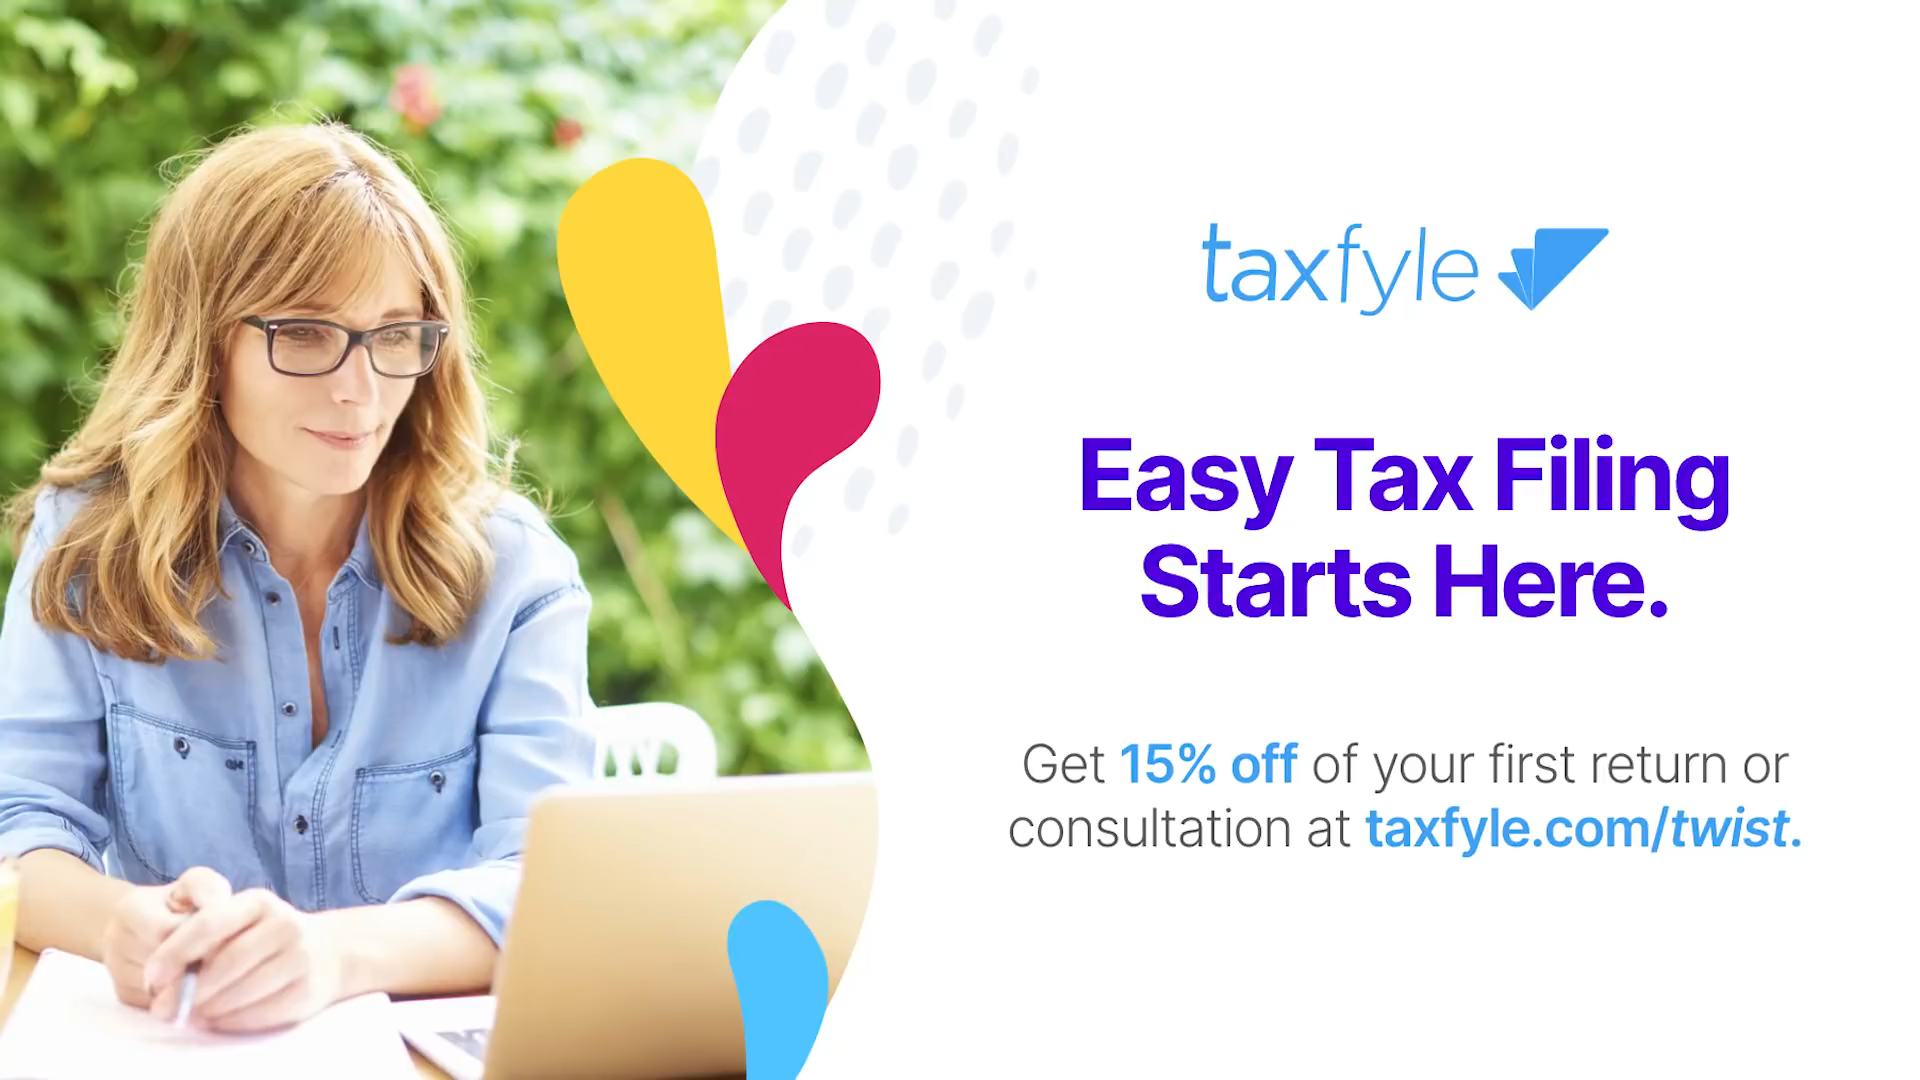 taxfyle
Easy Tax Filing
Starts Here.
Get 15% off of your first return or
consultation at taxfyle.com/twist.